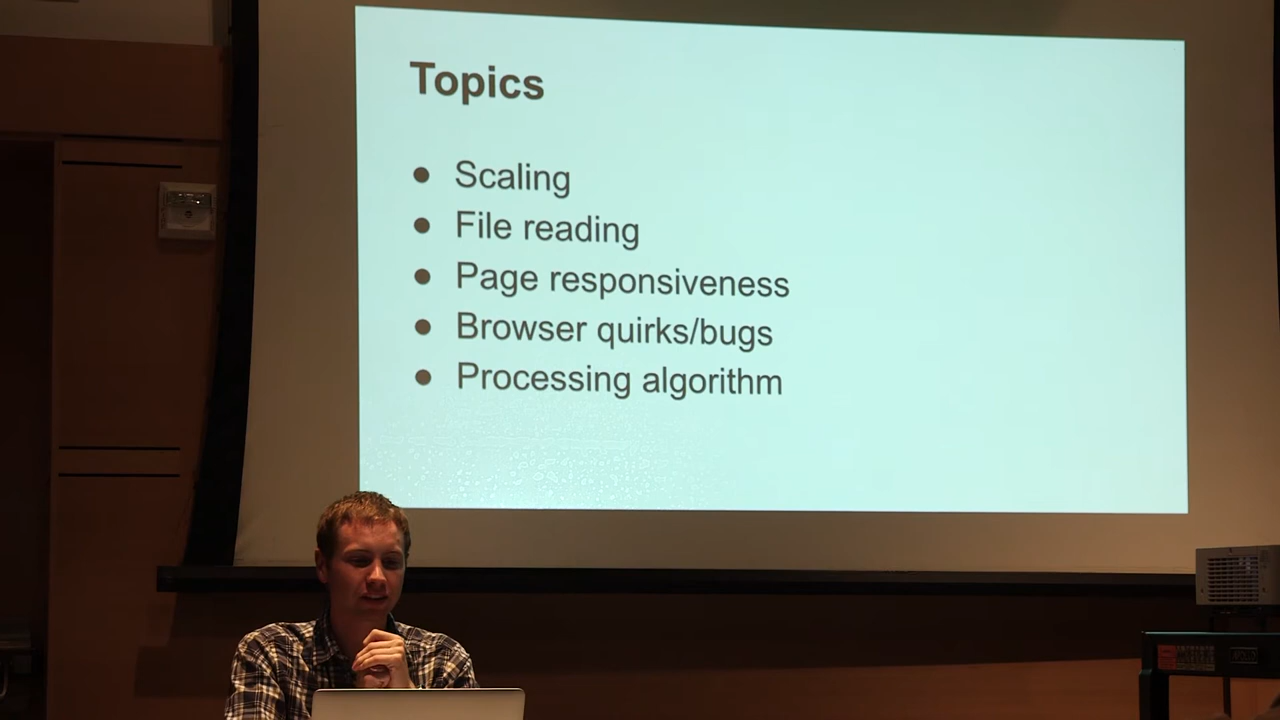 Topics
● Scaling
● File reading
● Page responsiveness
● Browser quirks/bugs
● Processing algorithm